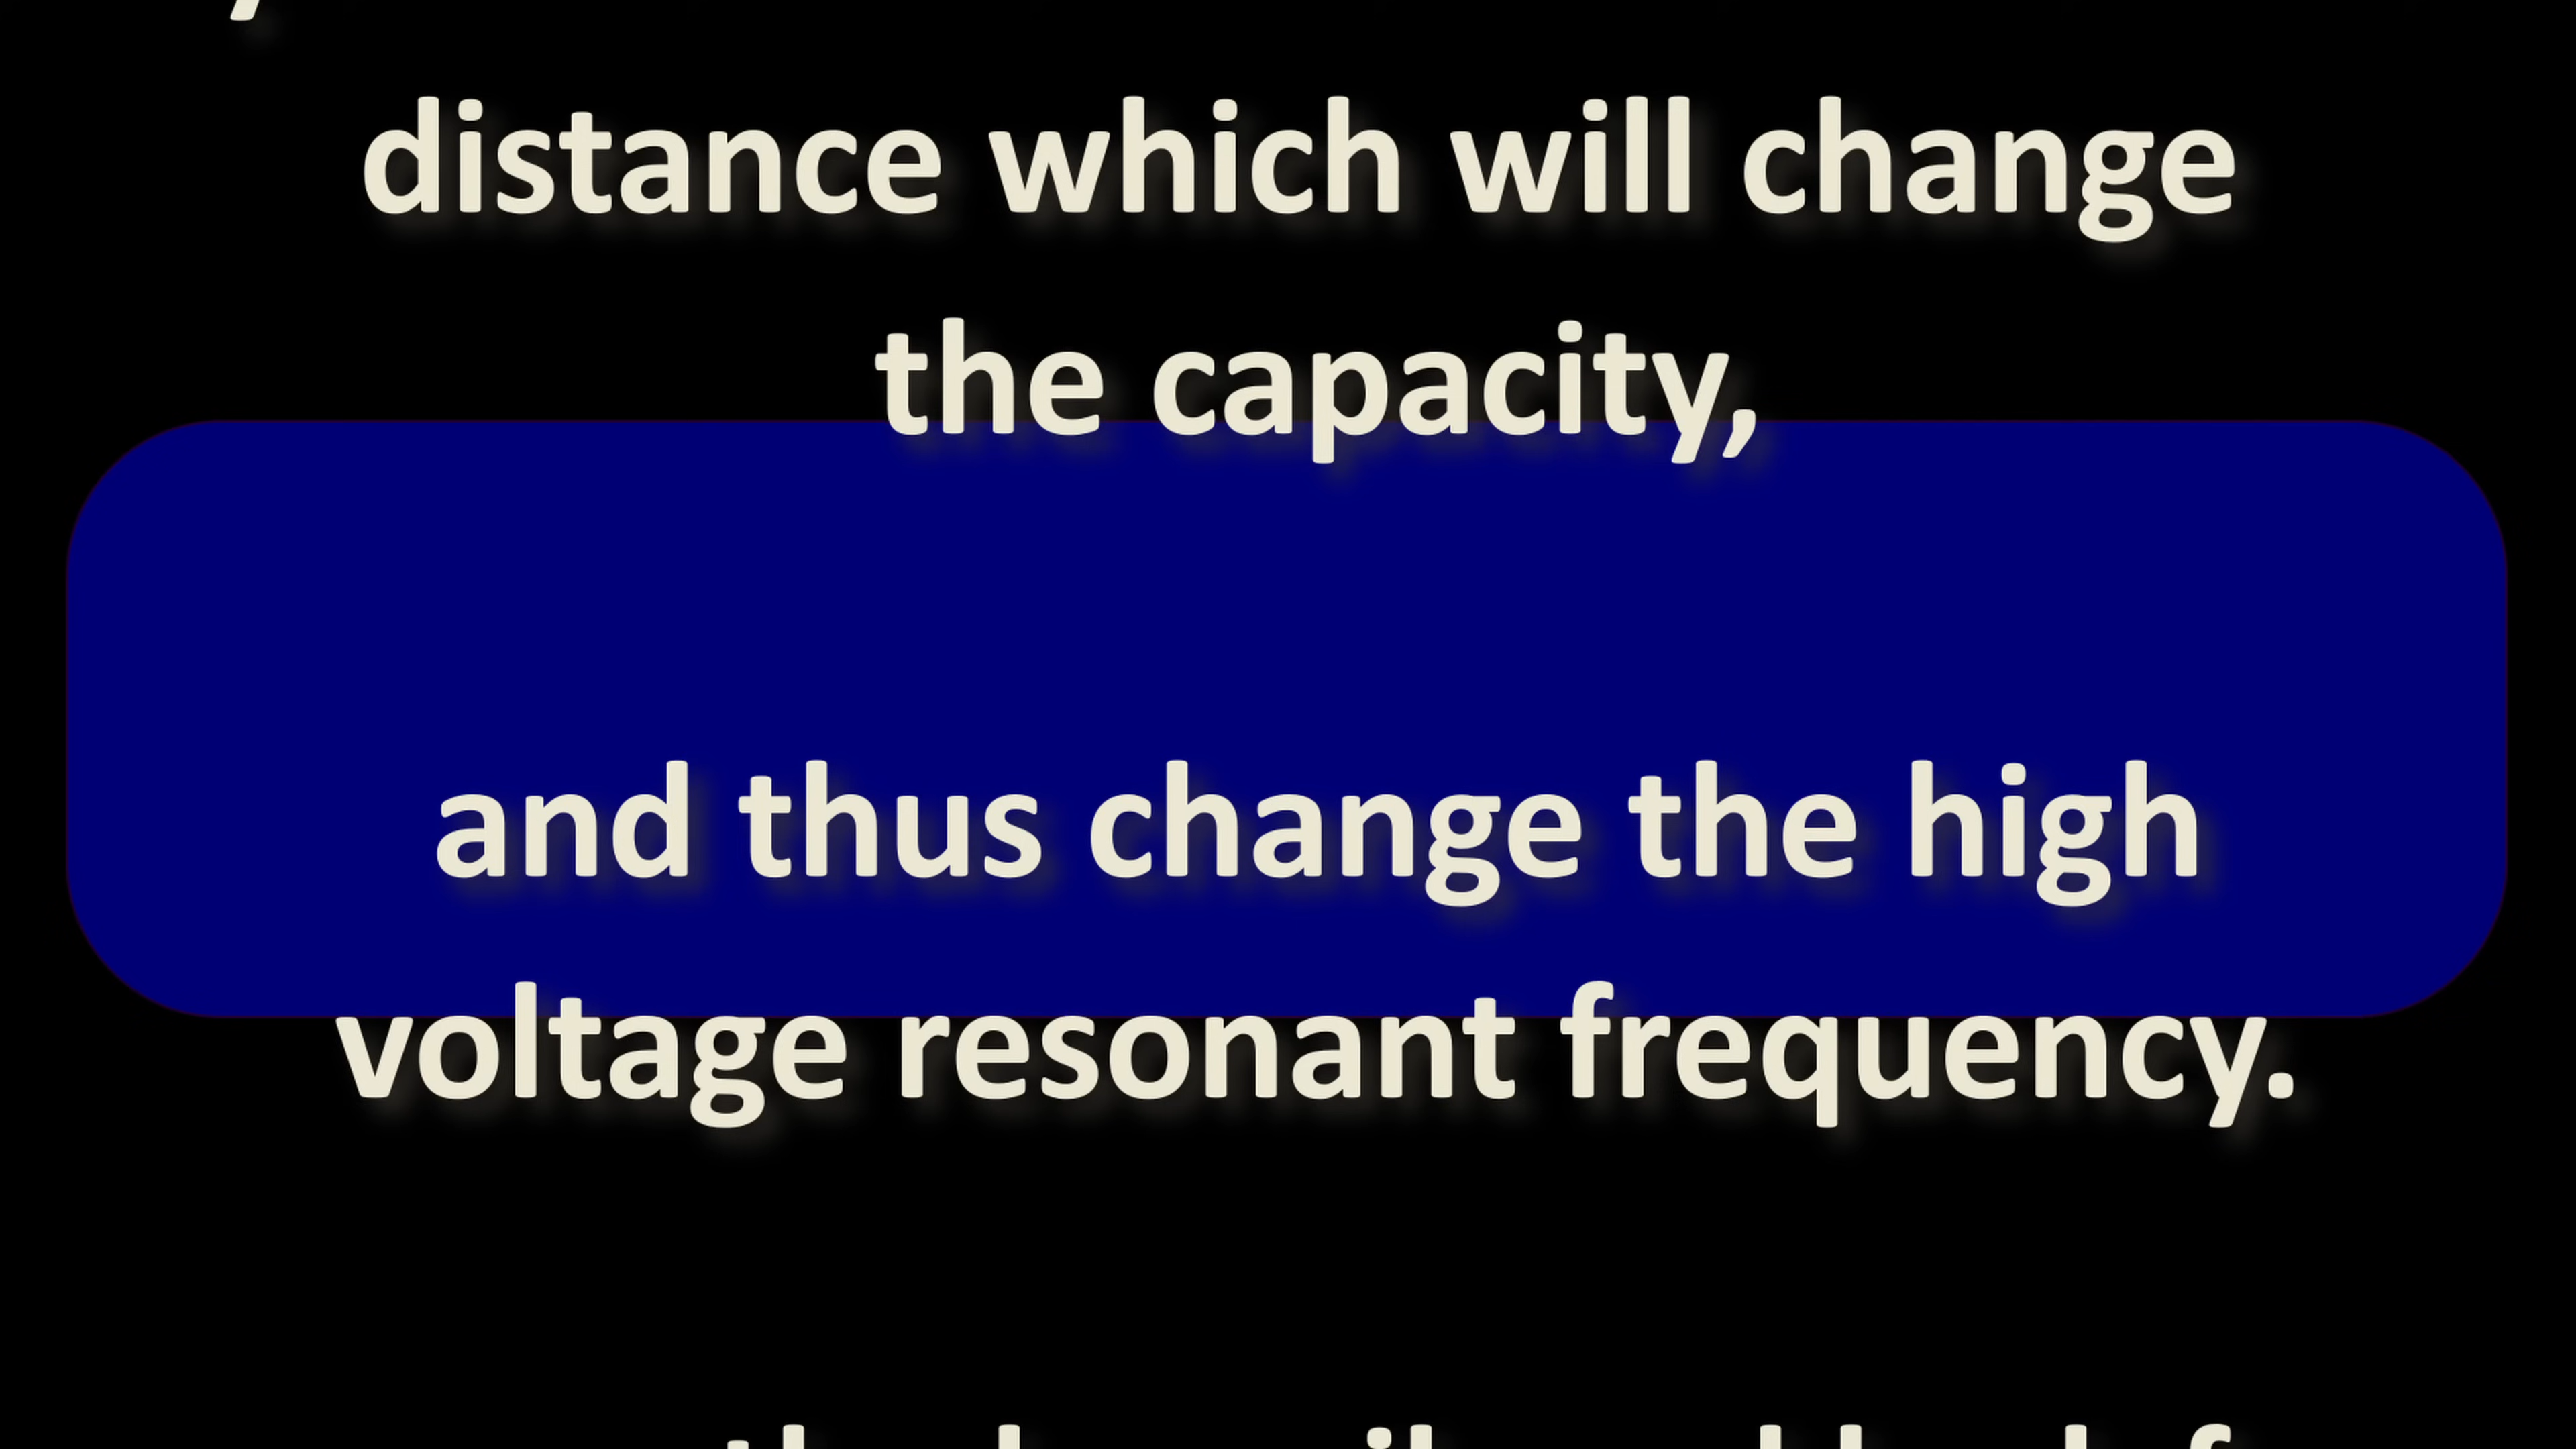 distance which will change
the capacity,
and thus change the high
voltage resonant frequency.